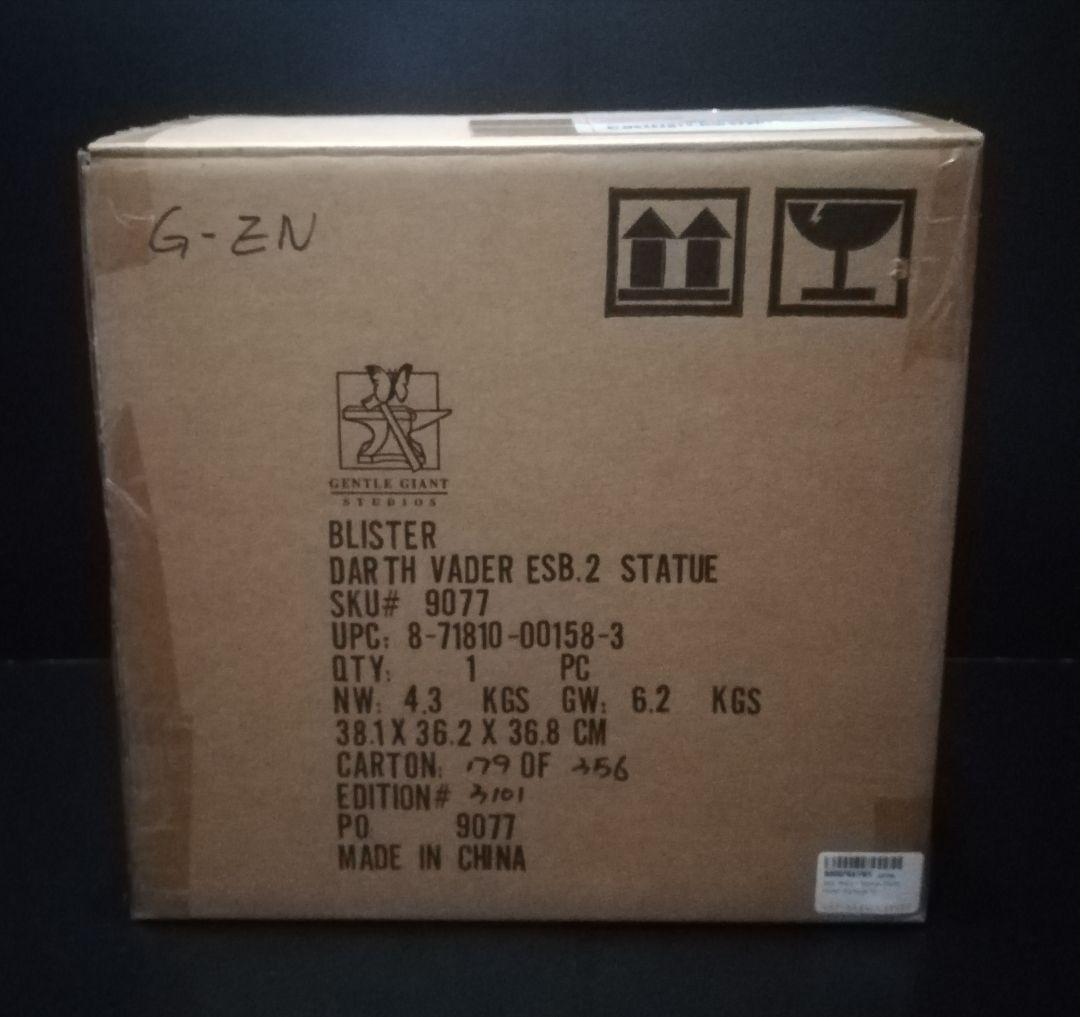 G-ZN
GENTLE GIANT
STUDIOS
BLISTER
DARTH VADER ESB.2 STATUE
SKU# 9077
UPC: 8-71810-00158-3
QTY: 1 PC
NW: 4.3 KGS GW: 6.2 KGS
38.1 X 36.2 X 36.8 CM
CARTON: 179 OF 356
EDITION# 3101
PO 9077
MADE IN CHINA